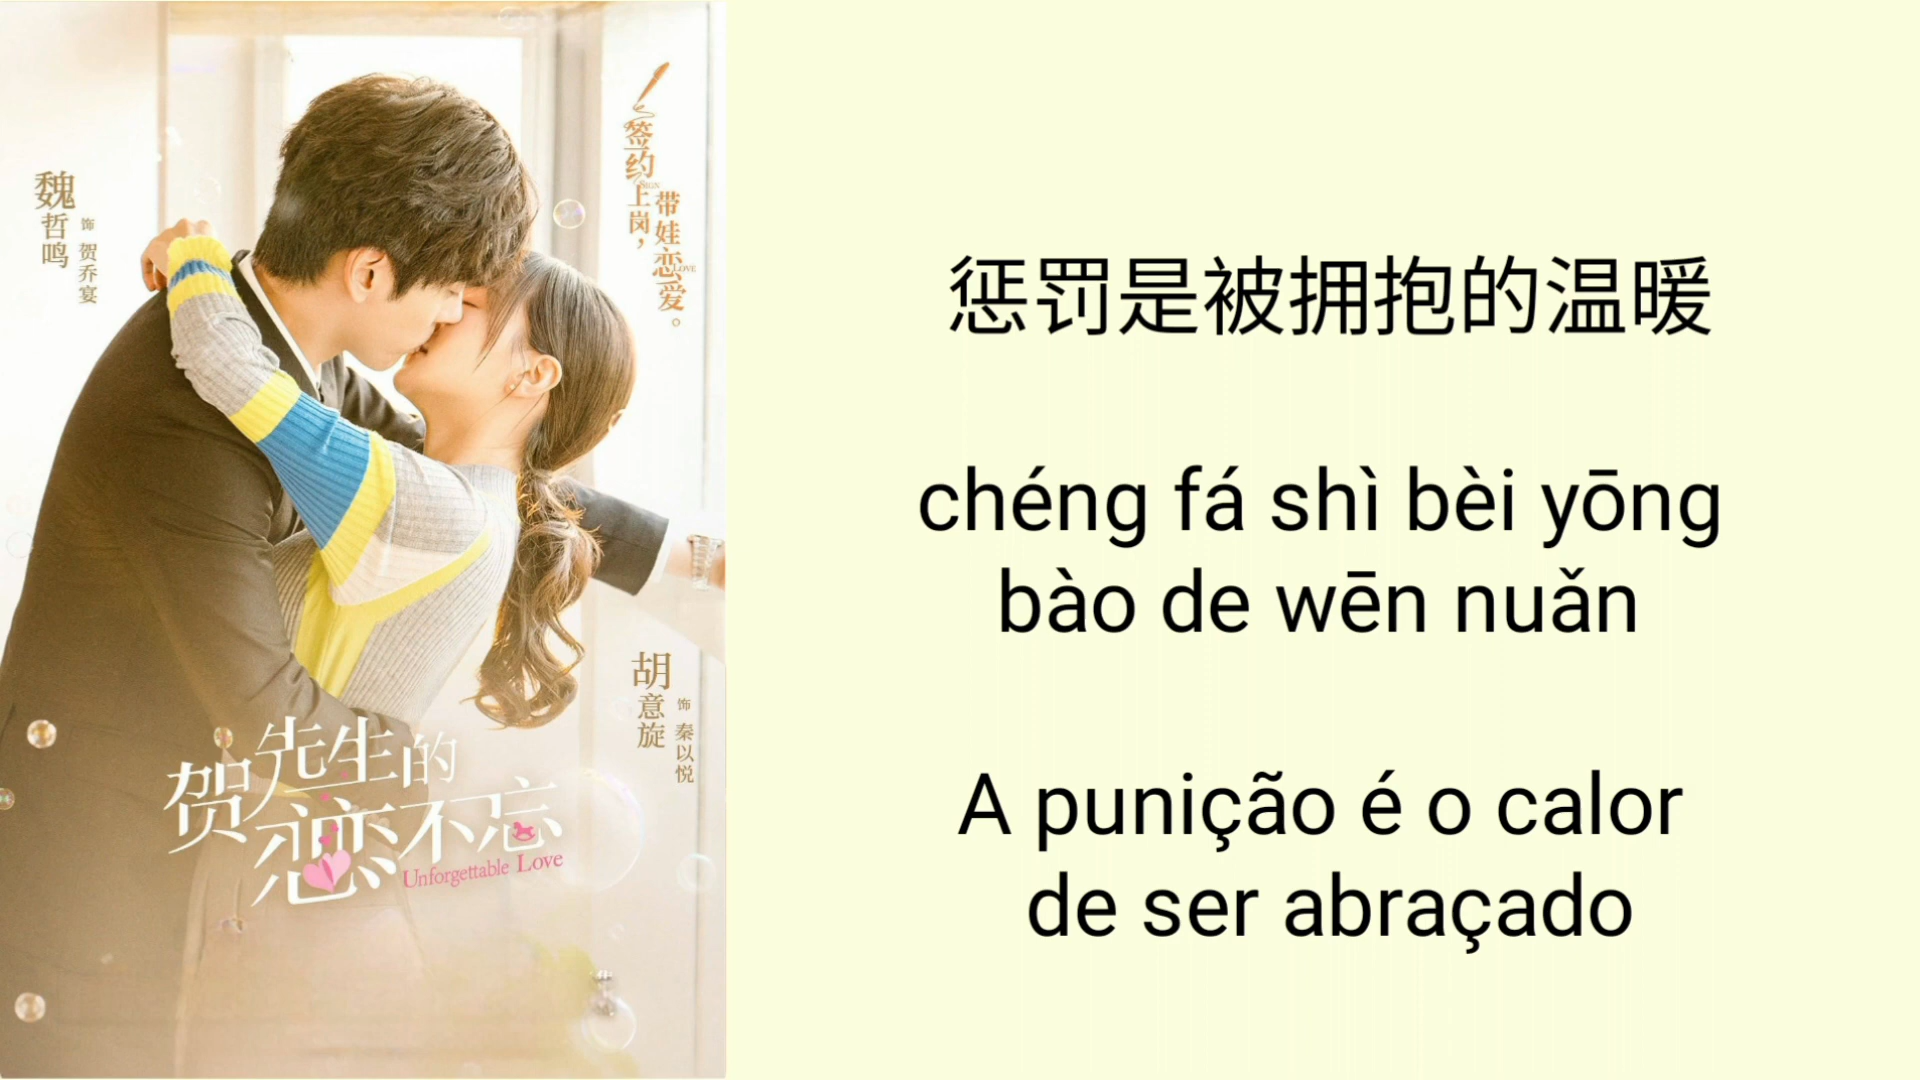 魏哲鸣
饰 贺乔宴
签约上岗，
SIGN
带娃恋爱。
LOVE
胡意旋
饰 秦以悦
贺先生的
恋不忘
Unforgettable Love
惩罚是被拥抱的温暖
chéng fá shì bèi yōng
bào de wēn nuǎn
A punição é o calor
de ser abraçado